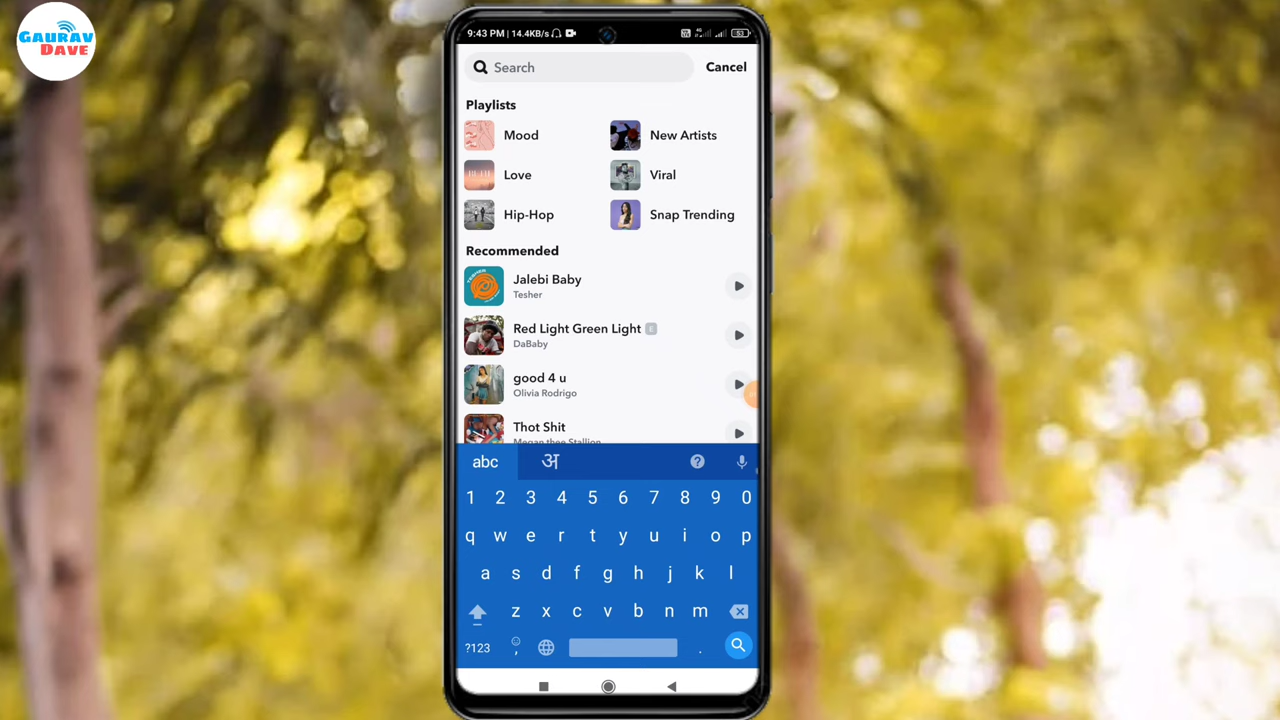 GAURAV
DAVE
9:43 PM | 14.4KB/s
53
Search
Cancel
Playlists
Mood
New Artists
Love
Viral
Hip-Hop
Snap Trending
Recommended
Jalebi Baby
Tesher
Red Light Green Light E
DaBaby
good 4 u
Olivia Rodrigo
Thot Shit
Megan thee Stallion
abc अ ?
1 2 3 4 5 6 7 8 9 0
q w e r t y u i o p
a s d f g h j k l
z x c v b n m
?123 , .